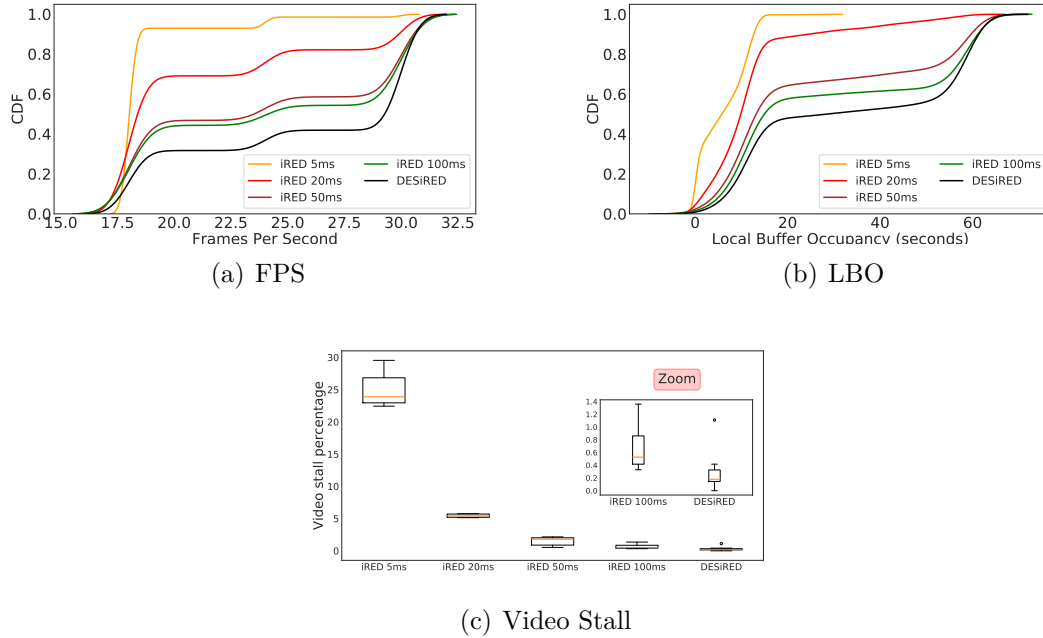 1.0
0.8
0.6
0.4
0.2
0.0
CDF
15.0 17.5 20.0 22.5 25.0 27.5 30.0 32.5
Frames Per Second
iRED 5ms
iRED 20ms
iRED 50ms
iRED 100ms
DESiRED
(a) FPS
1.0
0.8
0.6
0.4
0.2
0.0
CDF
0 20 40 60
Local Buffer Occupancy (seconds)
iRED 5ms
iRED 20ms
iRED 50ms
iRED 100ms
DESiRED
(b) LBO
30
25
20
15
10
5
0
Video stall percentage
iRED 5ms iRED 20ms iRED 50ms iRED 100ms DESiRED
Zoom
1.4
1.2
1.0
0.8
0.6
0.4
0.2
0.0
iRED 100ms DESiRED
(c) Video Stall